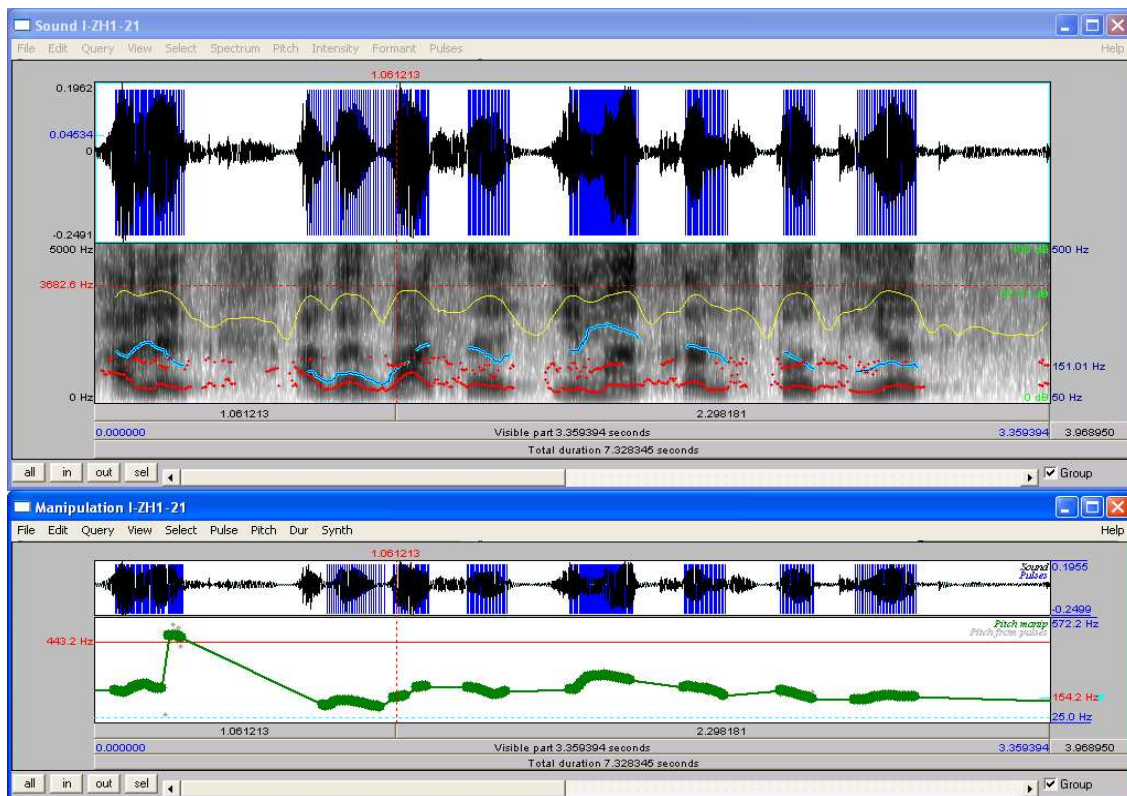 Sound I-ZH1-21
File Edit Query View Select Spectrum Pitch Intensity Formant Pulses Help
1.061213
0.1962
0.04534
0
-0.2491
5000 Hz 500 Hz
3682.6 Hz
151.01 Hz
0 Hz 0 dB 50 Hz
1.061213 2.298181
0.000000 Visible part 3.359394 seconds 3.359394 3.968950
Total duration 7.328345 seconds
all in out sel Group
Manipulation I-ZH1-21
File Edit Query View Select Pulse Pitch Dur Synth Help
1.061213
Sound 0.1955
Pulses
-0.2499
Pitch manip 572.2 Hz
Pitch from pulses
443.2 Hz
154.2 Hz
25.0 Hz
1.061213 2.298181
0.000000 Visible part 3.359394 seconds 3.359394 3.968950
Total duration 7.328345 seconds
all in out sel Group